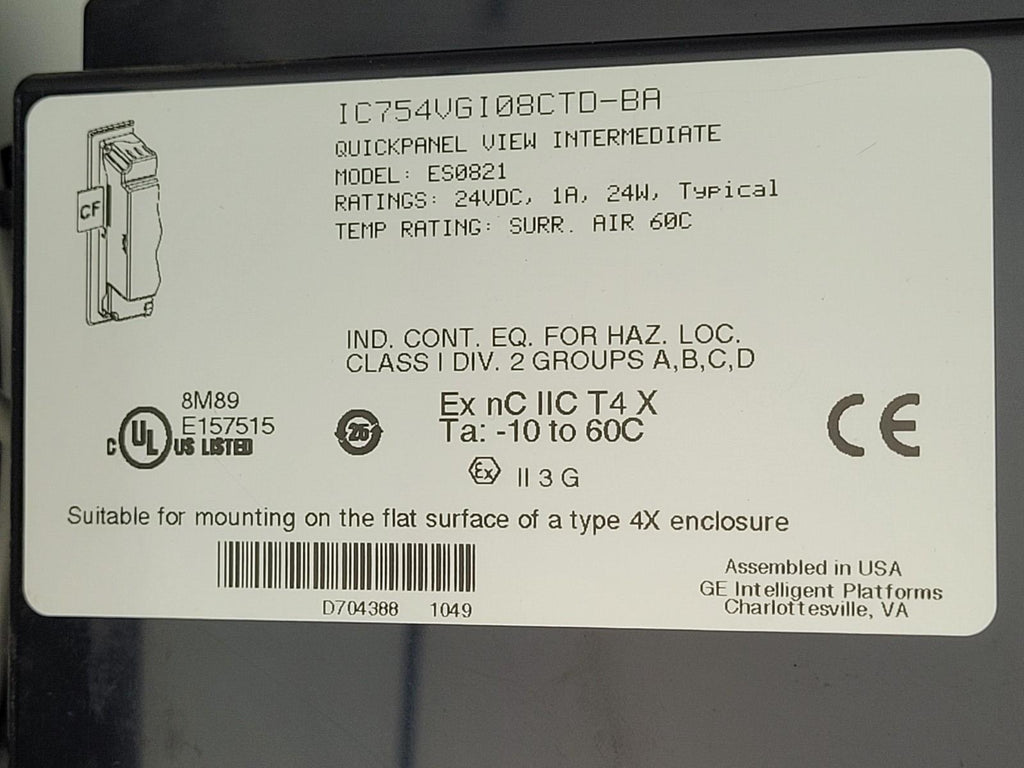 IC754VGI08CTD-BA
QUICKPANEL VIEW INTERMEDIATE
MODEL: ES0821
RATINGS: 24VDC, 1A, 24W, Typical
TEMP RATING: SURR. AIR 60C
CF
IND. CONT. EQ. FOR HAZ. LOC.
CLASS I DIV. 2 GROUPS A,B,C,D
8M89
E157515
C UL US LISTED
25
Ex nC IIC T4 X
Ta: -10 to 60C
Ex II 3 G
CE
Suitable for mounting on the flat surface of a type 4X enclosure
D704388 1049
Assembled in USA
GE Intelligent Platforms
Charlottesville, VA